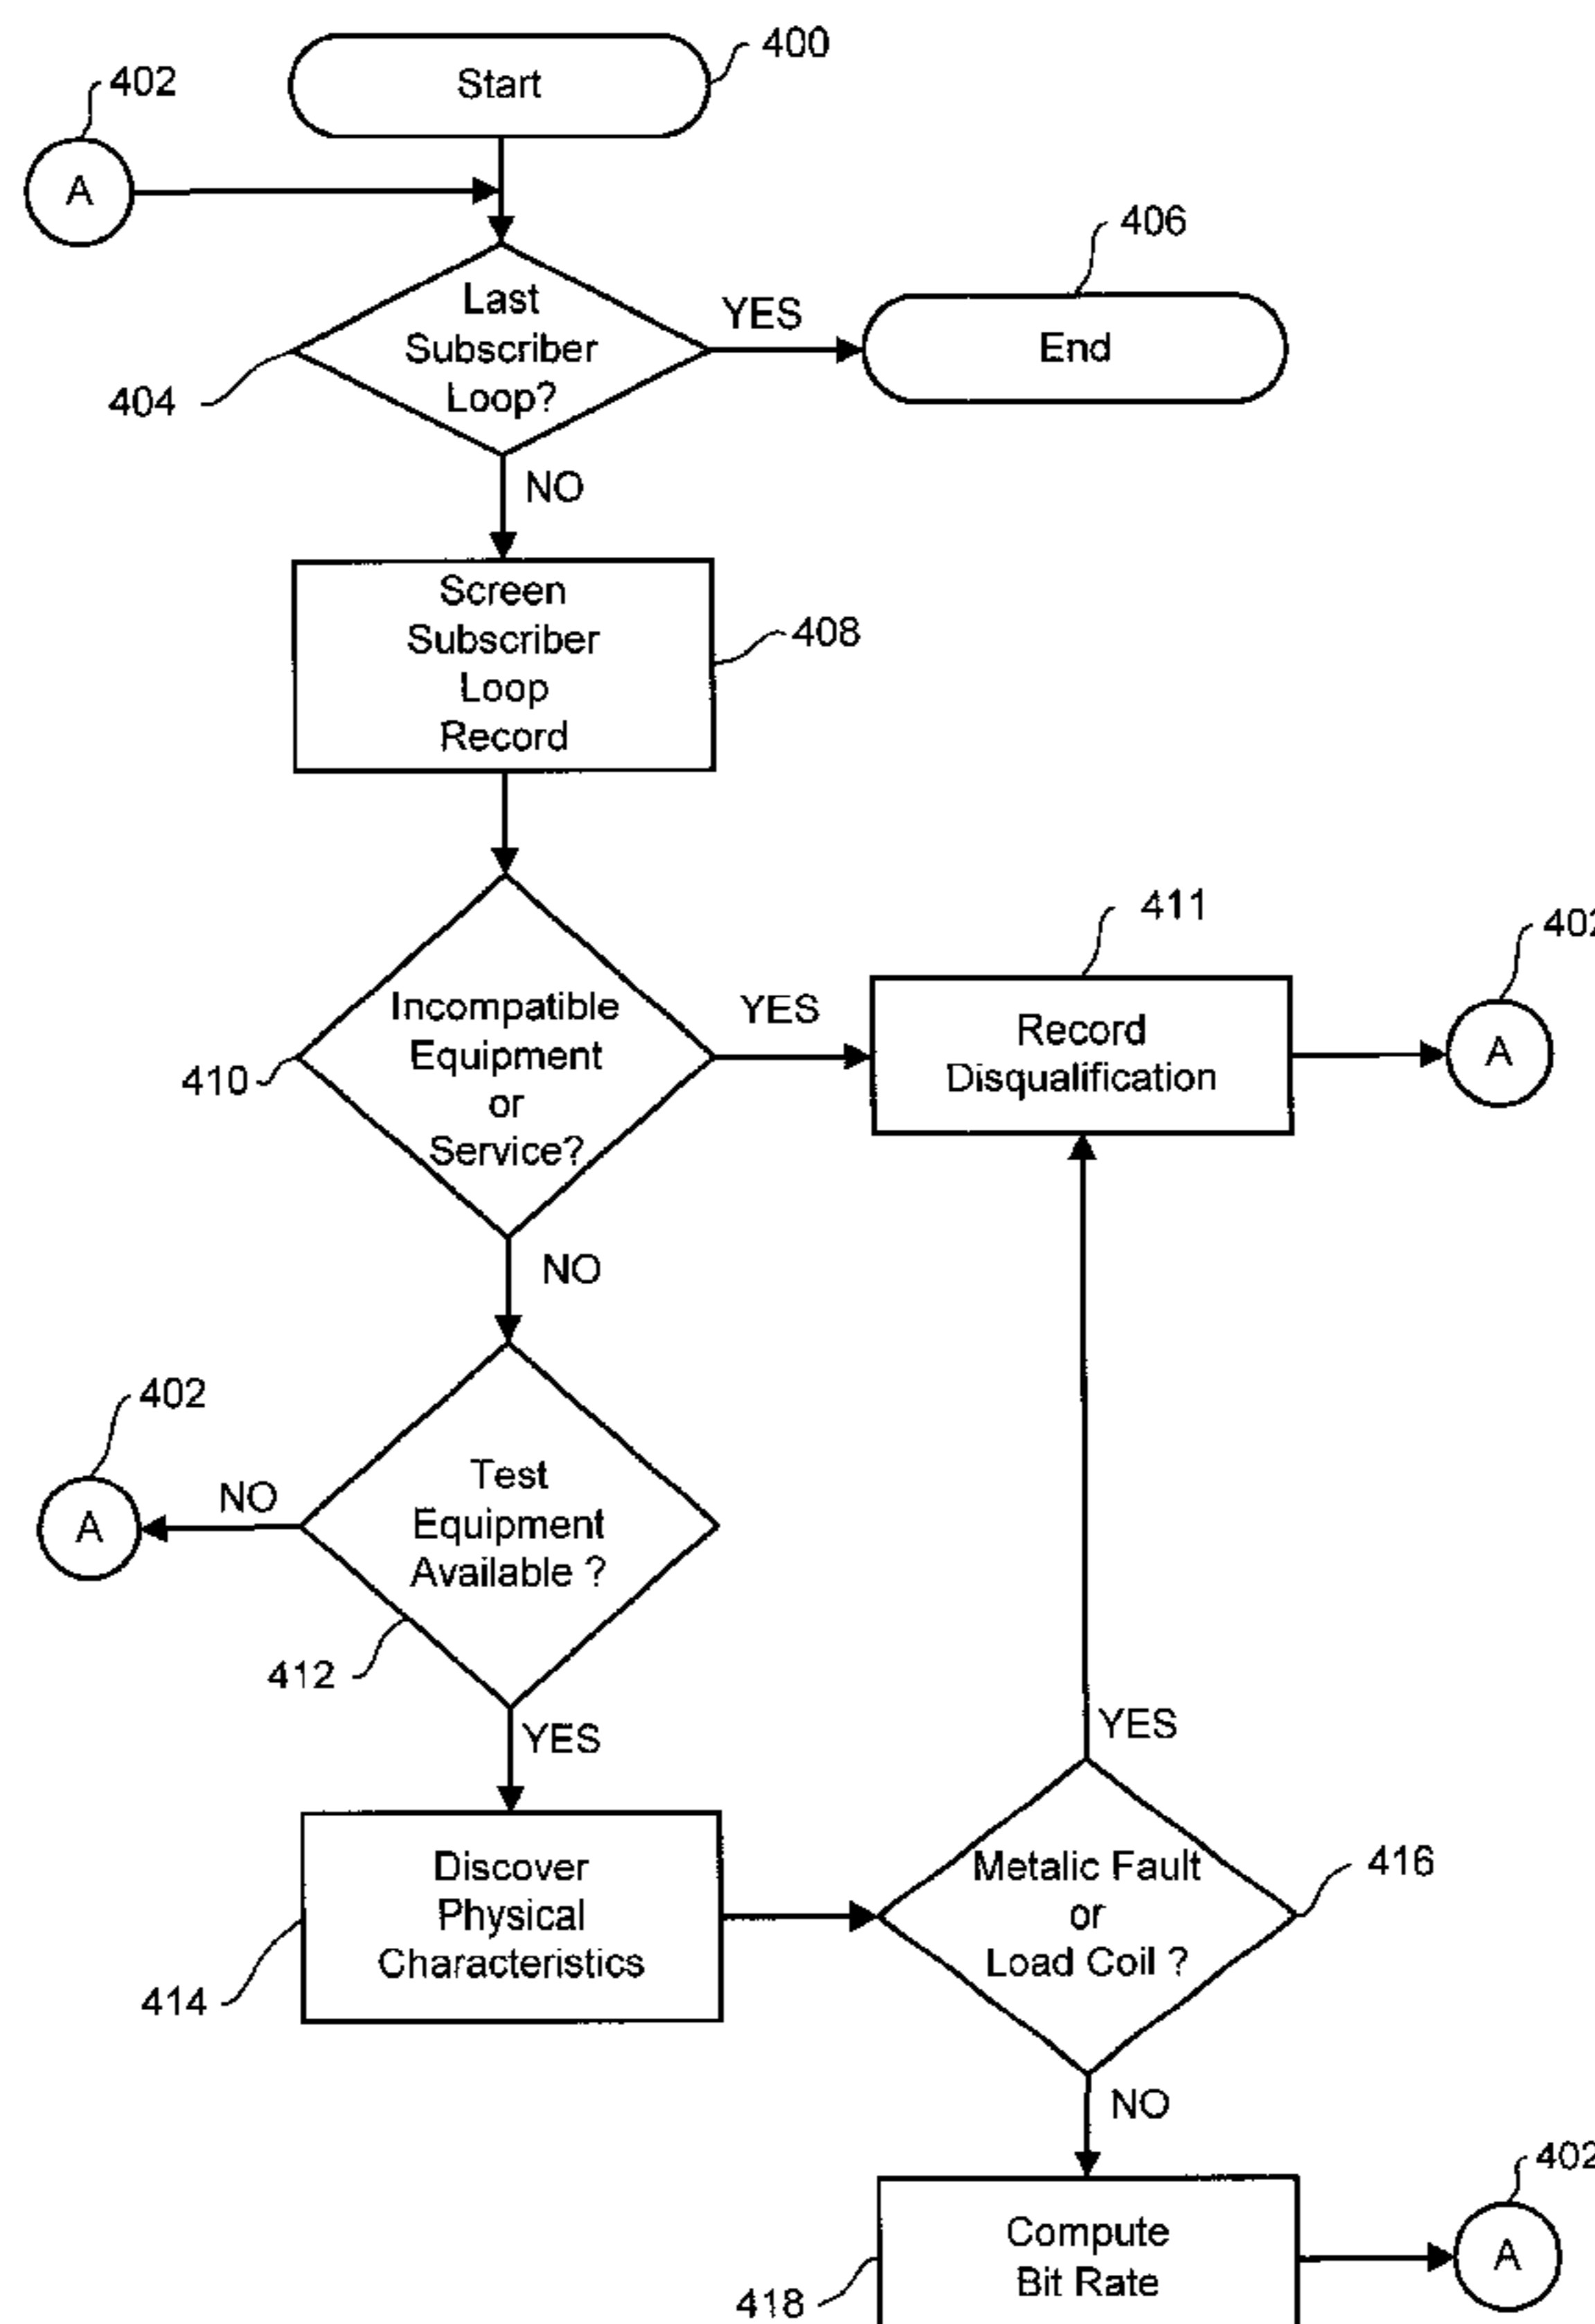 400
Start
402
A
406
Last
Subscriber
Loop?
YES
End
404
NO
Screen
Subscriber
Loop
Record
408
411
402
Incompatible
Equipment
or
Service?
YES
Record
Disqualification
A
410
NO
402
Test
Equipment
Available ?
NO
A
412
YES
YES
Discover
Physical
Characteristics
Metalic Fault
or
Load Coil ?
416
414
NO
402
Compute
Bit Rate
A
418